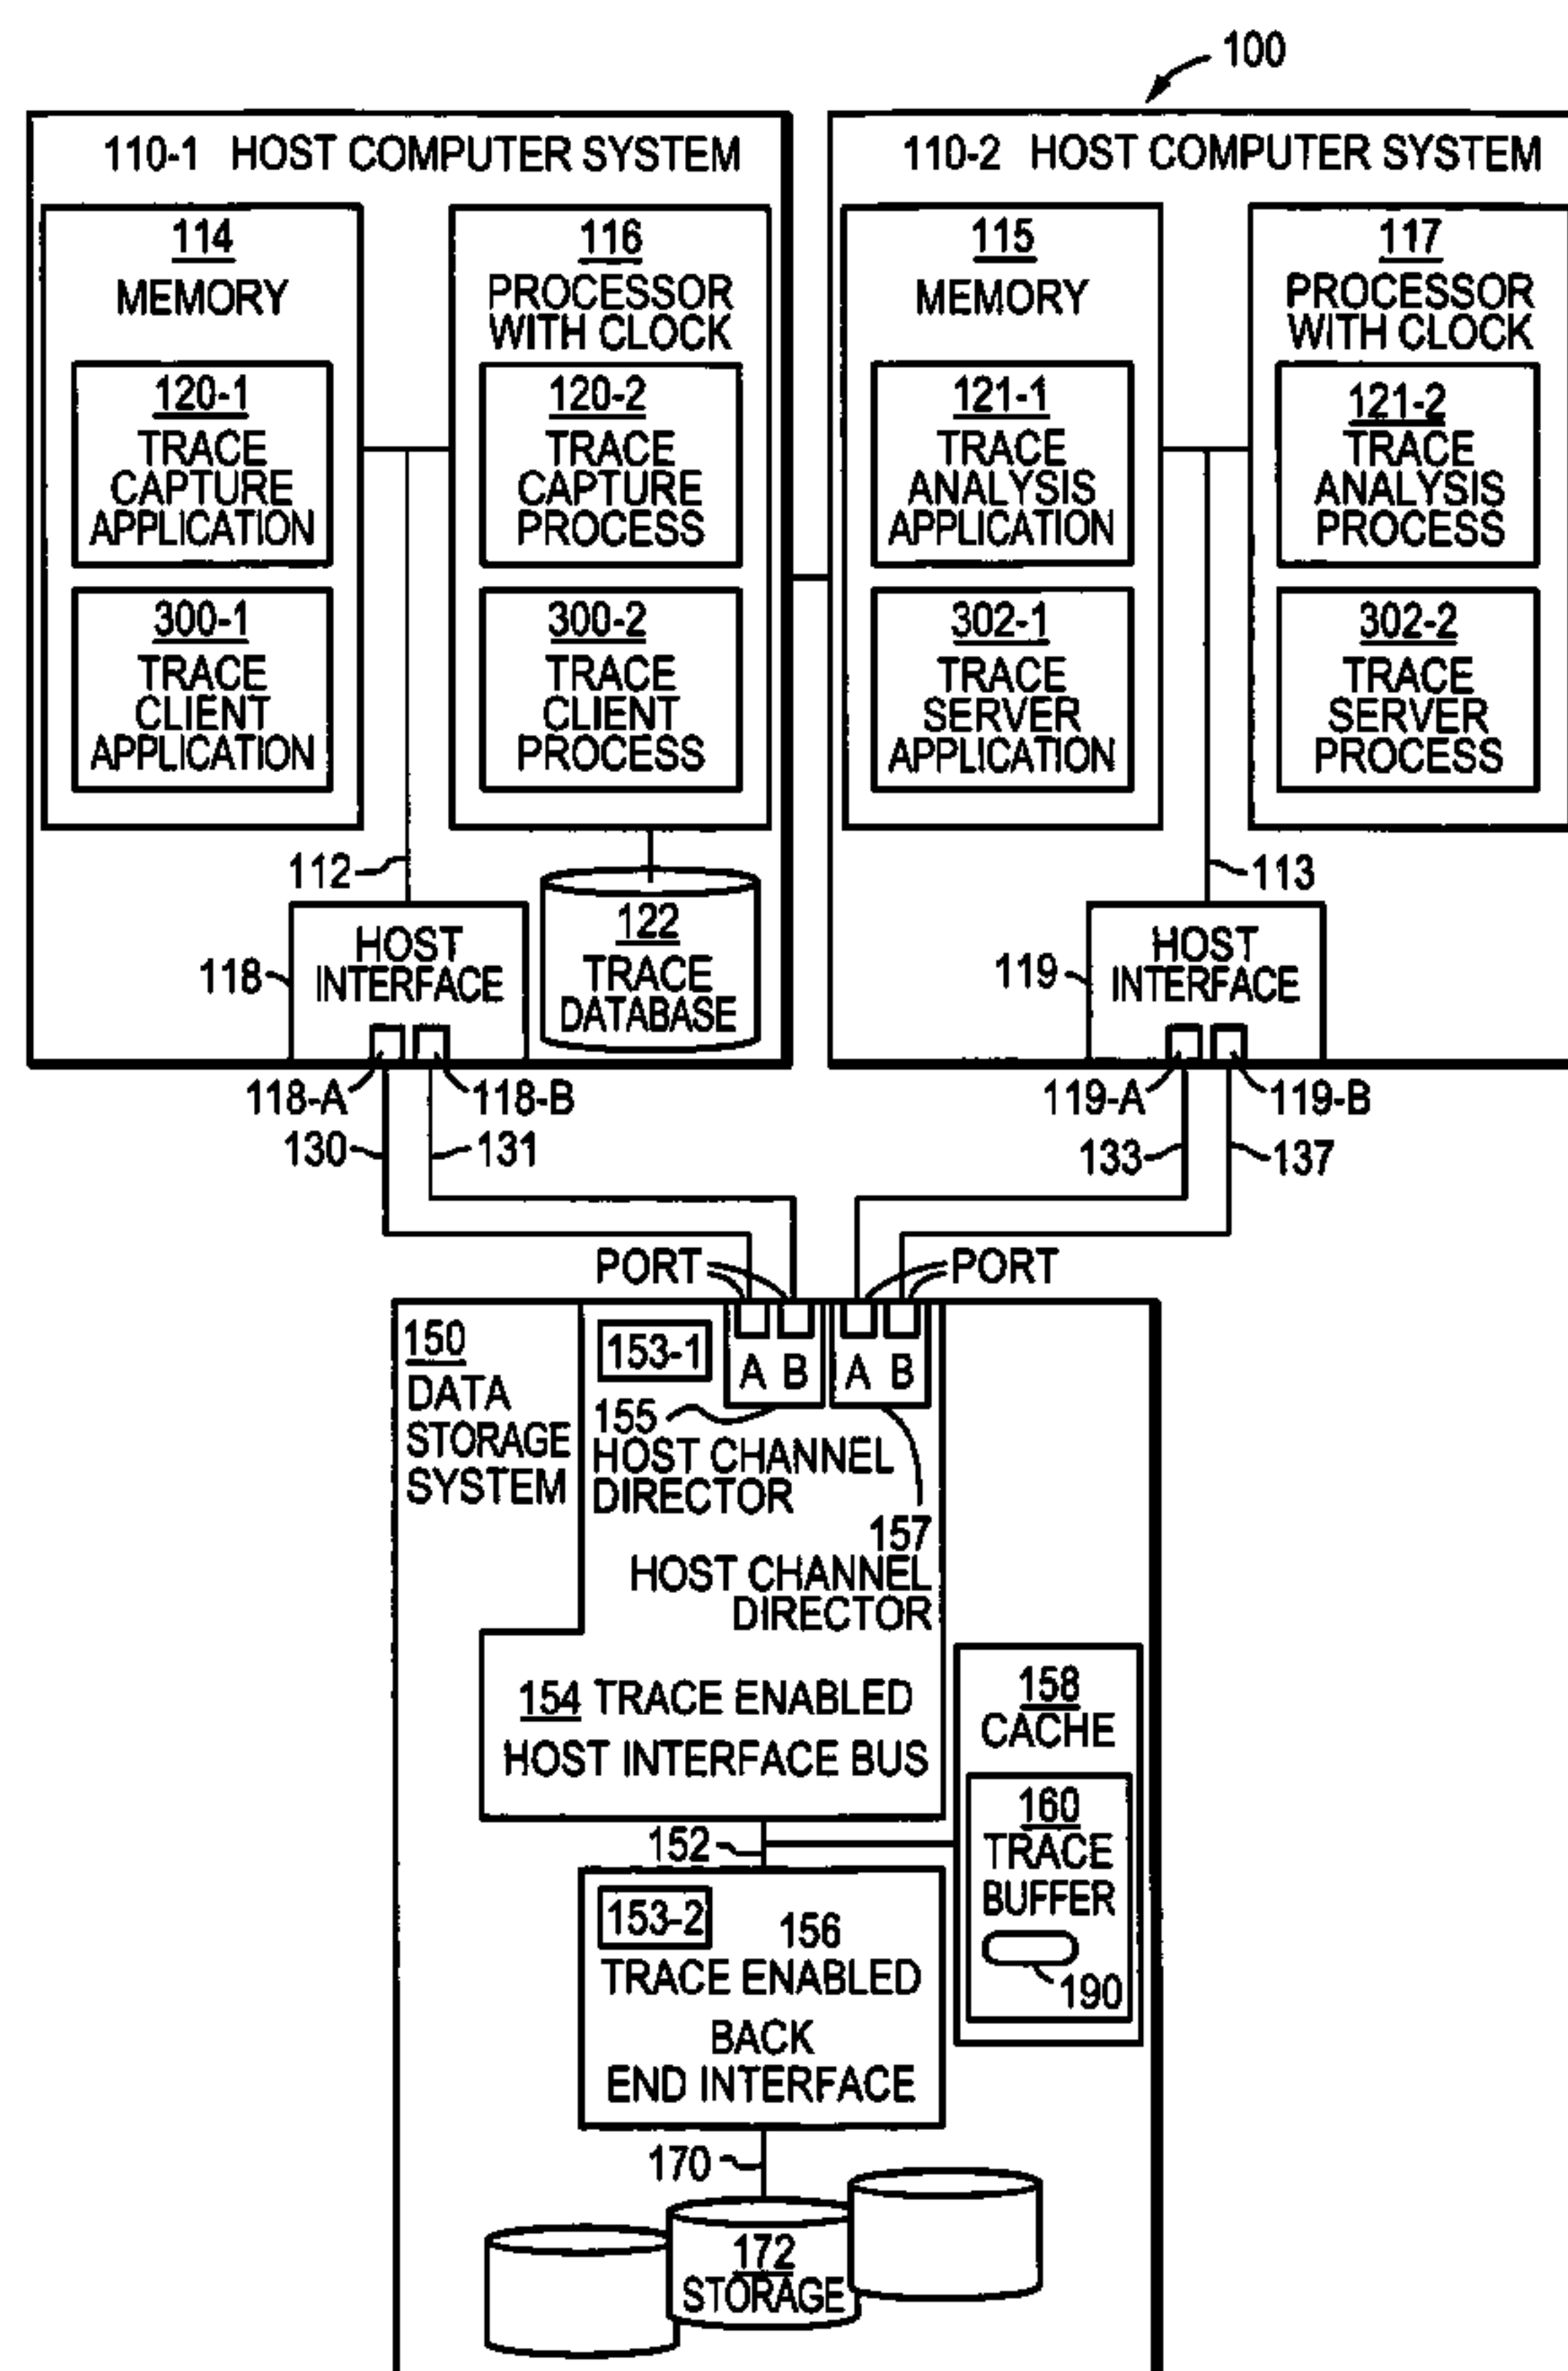 100
110-1 HOST COMPUTER SYSTEM
114
MEMORY
120-1
TRACE
CAPTURE
APPLICATION
300-1
TRACE
CLIENT
APPLICATION
116
PROCESSOR
WITH CLOCK
120-2
TRACE
CAPTURE
PROCESS
300-2
TRACE
CLIENT
PROCESS
112
118
HOST
INTERFACE
122
TRACE
DATABASE
118-A
118-B
130
131
110-2 HOST COMPUTER SYSTEM
115
MEMORY
121-1
TRACE
ANALYSIS
APPLICATION
302-1
TRACE
SERVER
APPLICATION
117
PROCESSOR
WITH CLOCK
121-2
TRACE
ANALYSIS
PROCESS
302-2
TRACE
SERVER
PROCESS
113
119
HOST
INTERFACE
119-A
119-B
133
137
PORT
PORT
150
DATA
STORAGE
SYSTEM
153-1
A B
A B
155
HOST CHANNEL
DIRECTOR
157
HOST CHANNEL
DIRECTOR
154 TRACE ENABLED
HOST INTERFACE BUS
158
CACHE
160
TRACE
BUFFER
190
152
153-2
156
TRACE ENABLED
BACK
END INTERFACE
170
172
STORAGE